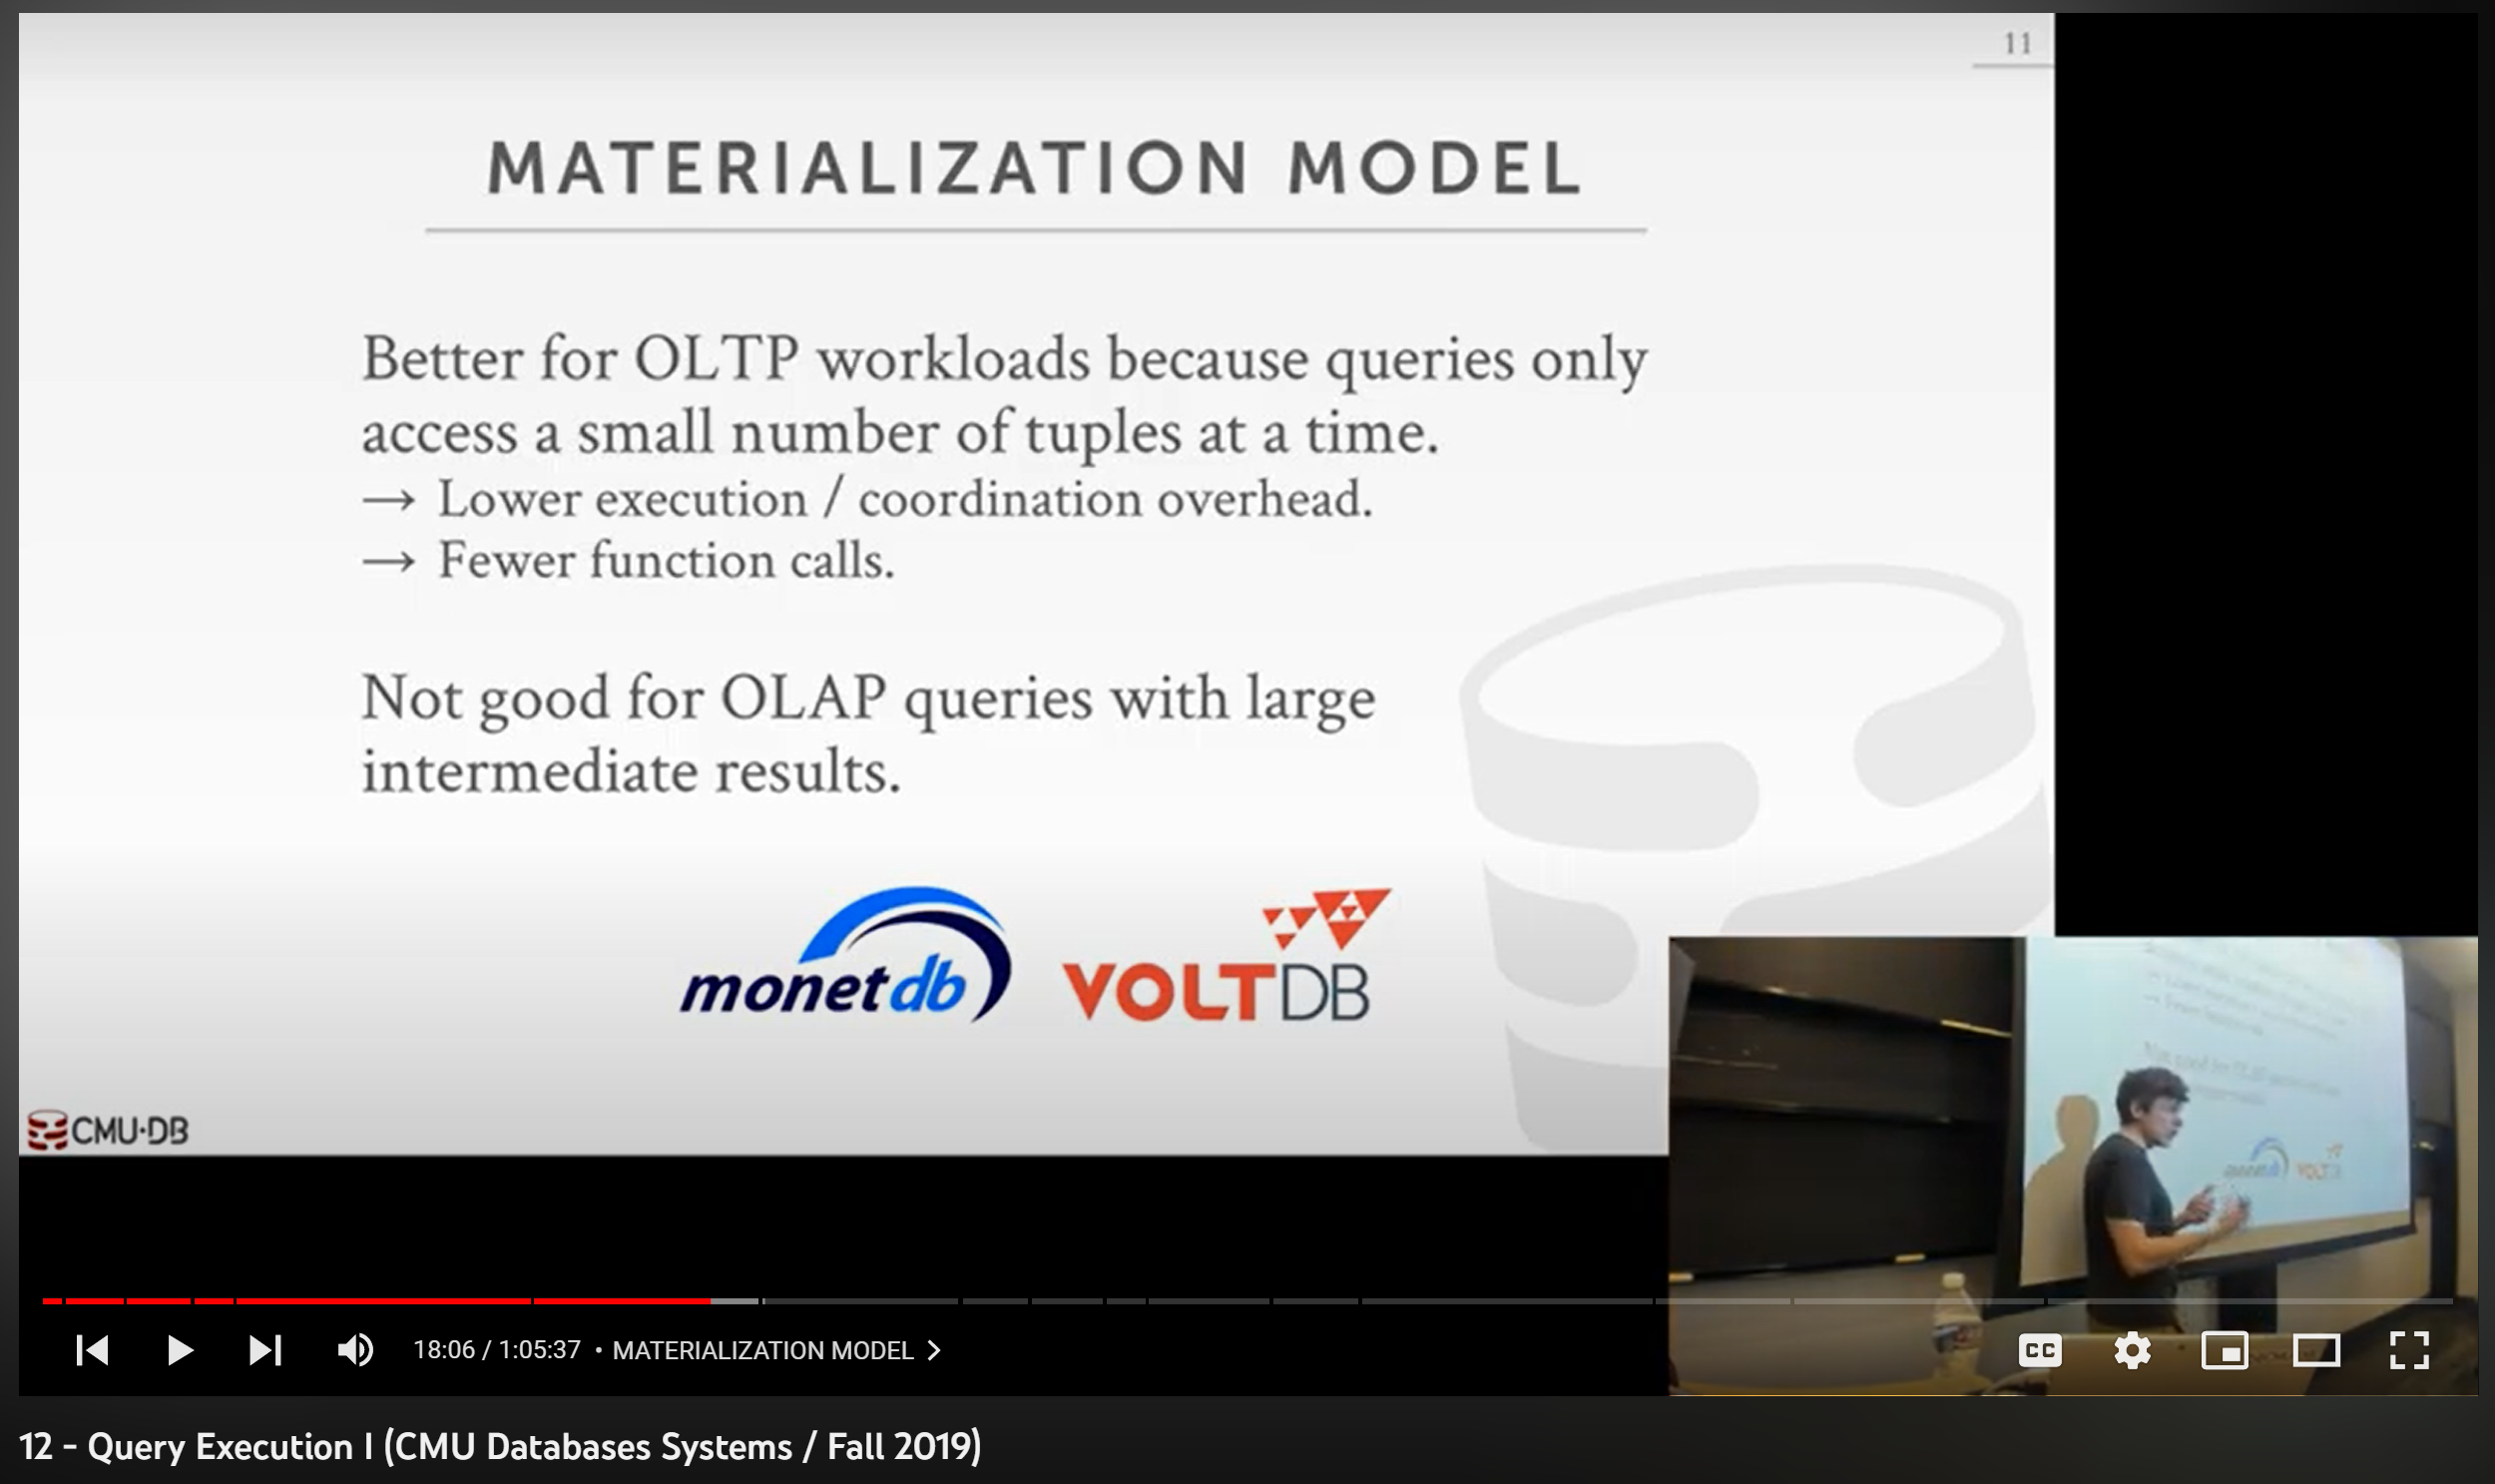 11
MATERIALIZATION MODEL
Better for OLTP workloads because queries only
access a small number of tuples at a time.
→ Lower execution / coordination overhead.
→ Fewer function calls.
Not good for OLAP queries with large
intermediate results.
monetdb VOLTDB
CMU·DB
18:06 / 1:05:37 • MATERIALIZATION MODEL
CC
12 - Query Execution I (CMU Databases Systems / Fall 2019)